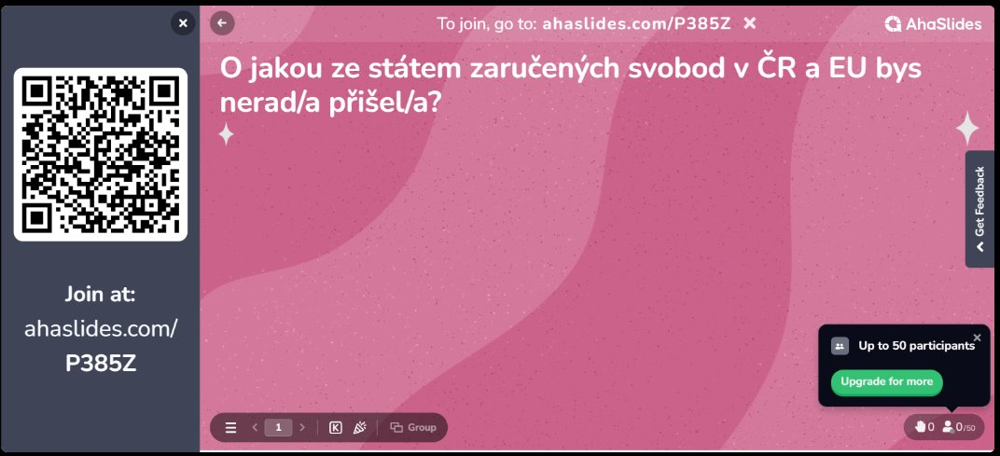 To join, go to: ahaslides.com/P385Z
AhaSlides
O jakou ze státem zaručených svobod v ČR a EU bys
nerad/a přišel/a?
Join at:
ahaslides.com/
P385Z
Get Feedback
Up to 50 participants
Upgrade for more
1
K
Group
0
0/50